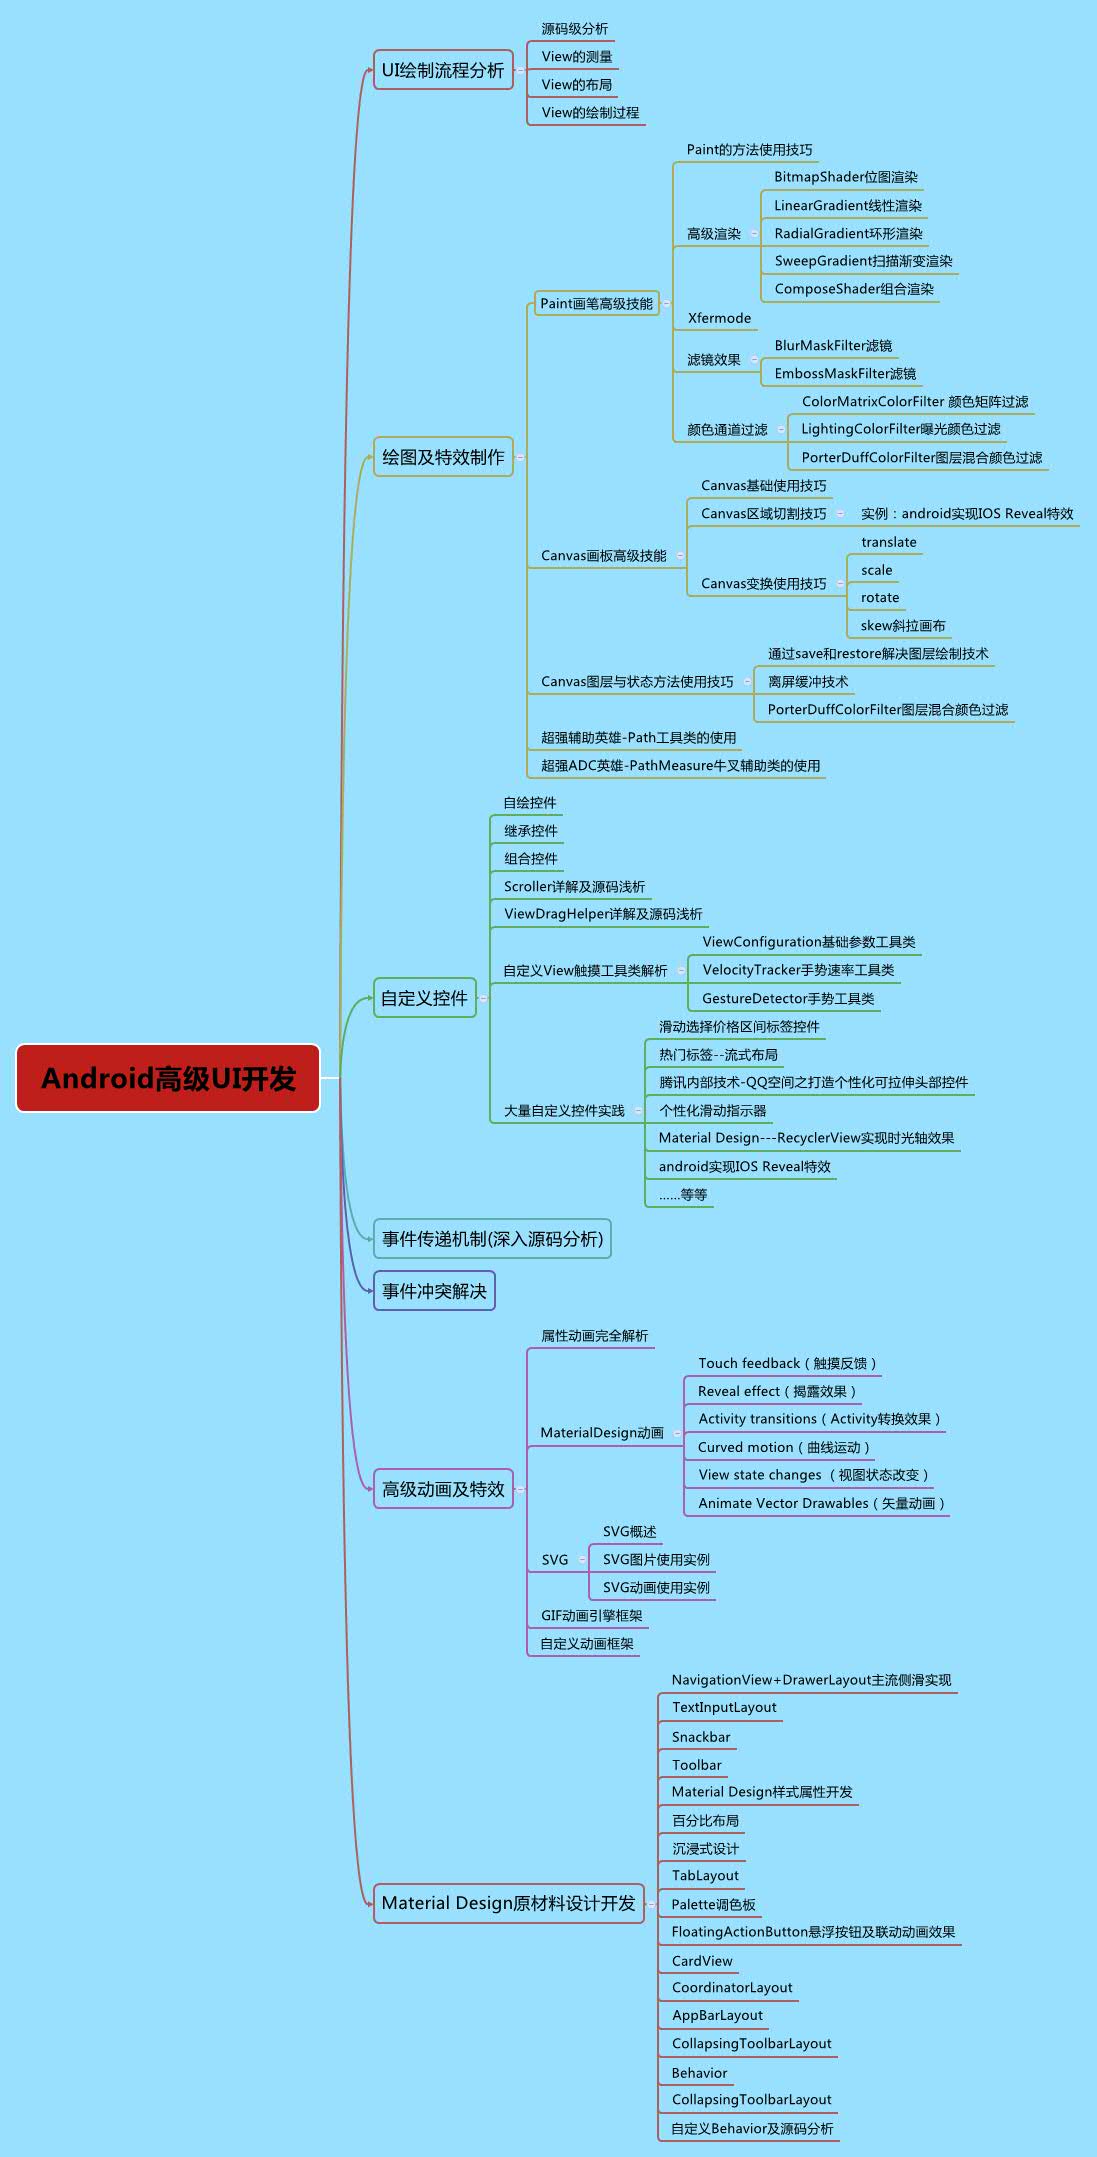 Android高级UI开发
UI绘制流程分析
源码级分析
View的测量
View的布局
View的绘制过程
绘图及特效制作
Paint画笔高级技能
Paint的方法使用技巧
高级渲染
BitmapShader位图渲染
LinearGradient线性渲染
RadialGradient环形渲染
SweepGradient扫描渐变渲染
ComposeShader组合渲染
Xfermode
滤镜效果
BlurMaskFilter滤镜
EmbossMaskFilter滤镜
颜色通道过滤
ColorMatrixColorFilter 颜色矩阵过滤
LightingColorFilter曝光颜色过滤
PorterDuffColorFilter图层混合颜色过滤
Canvas画板高级技能
Canvas基础使用技巧
Canvas区域切割技巧
实例：android实现IOS Reveal特效
Canvas变换使用技巧
translate
scale
rotate
skew斜拉画布
Canvas图层与状态方法使用技巧
通过save和restore解决图层绘制技术
离屏缓冲技术
PorterDuffColorFilter图层混合颜色过滤
超强辅助英雄-Path工具类的使用
超强ADC英雄-PathMeasure牛叉辅助类的使用
自定义控件
自绘控件
继承控件
组合控件
Scroller详解及源码浅析
ViewDragHelper详解及源码浅析
自定义View触摸工具类解析
ViewConfiguration基础参数工具类
VelocityTracker手势速率工具类
GestureDetector手势工具类
大量自定义控件实践
滑动选择价格区间标签控件
热门标签--流式布局
腾讯内部技术-QQ空间之打造个性化可拉伸头部控件
个性化滑动指示器
Material Design---RecyclerView实现时光轴效果
android实现IOS Reveal特效
......等等
事件传递机制(深入源码分析)
事件冲突解决
高级动画及特效
属性动画完全解析
MaterialDesign动画
Touch feedback（触摸反馈）
Reveal effect（揭露效果）
Activity transitions（Activity转换效果）
Curved motion（曲线运动）
View state changes （视图状态改变）
Animate Vector Drawables（矢量动画）
SVG
SVG概述
SVG图片使用实例
SVG动画使用实例
GIF动画引擎框架
自定义动画框架
Material Design原材料设计开发
NavigationView+DrawerLayout主流侧滑实现
TextInputLayout
Snackbar
Toolbar
Material Design样式属性开发
百分比布局
沉浸式设计
TabLayout
Palette调色板
FloatingActionButton悬浮按钮及联动动画效果
CardView
CoordinatorLayout
AppBarLayout
CollapsingToolbarLayout
Behavior
CollapsingToolbarLayout
自定义Behavior及源码分析